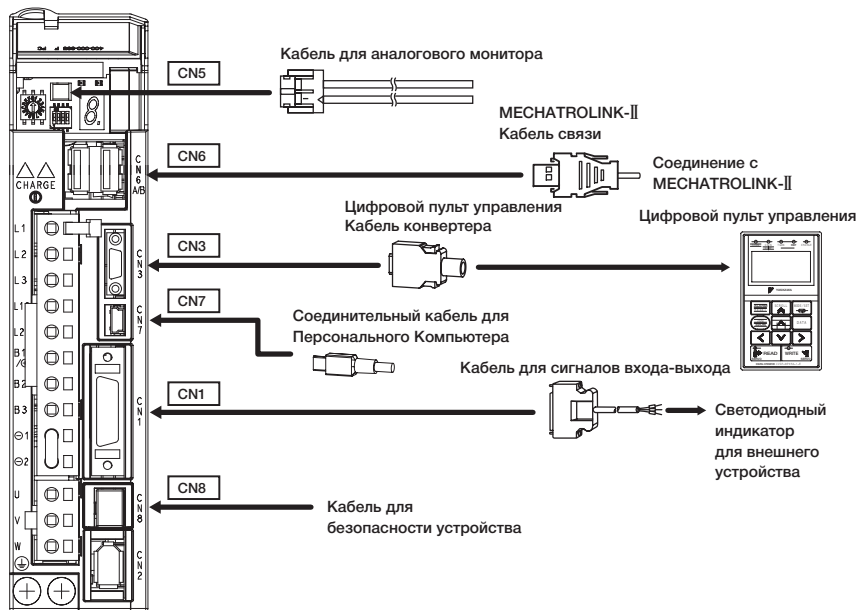 Кабель для аналогового монитора
CN5
MECHATROLINK-Ⅱ
Кабель связи
CN6
Соединение с
MECHATROLINK-Ⅱ
Цифровой пульт управления
Кабель конвертера
Цифровой пульт управления
CN3
CN7
Соединительный кабель для
Персонального Компьютера
Кабель для сигналов входа-выхода
CN1
Светодиодный
индикатор
для внешнего
устройства
CN8
Кабель для
безопасности устройства
CHARGE
CN6
A/B
L1
L2
L3
CN3
L1
L2
CN7
B1
B2
B3
CN1
⊖1
⊖2
U
V
W
CN8
CN2
READ
WRITE